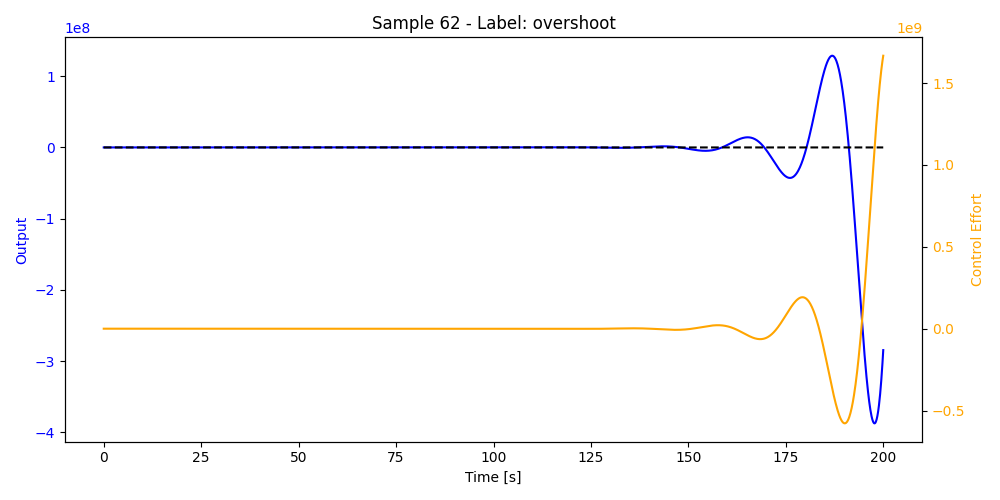 Sample 62 - Label: overshoot
1e8
1e9
1
0
−1
−2
−3
−4
Output
1.5
1.0
0.5
0.0
−0.5
Control Effort
0 25 50 75 100 125 150 175 200
Time [s]